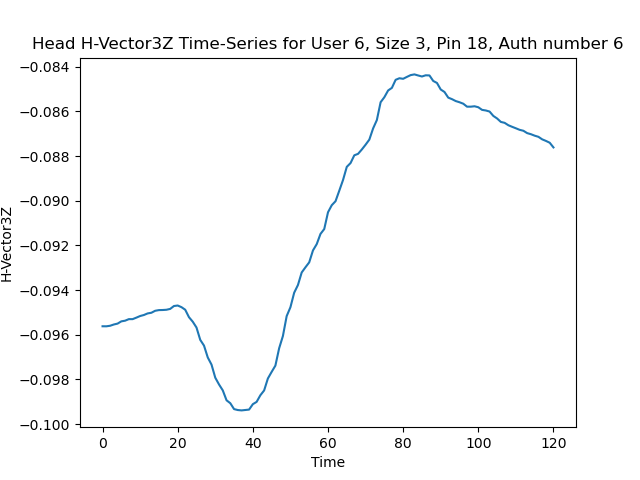 Head H-Vector3Z Time-Series for User 6, Size 3, Pin 18, Auth number 6
−0.084
−0.086
−0.088
−0.090
−0.092
−0.094
−0.096
−0.098
−0.100
H-Vector3Z
0 20 40 60 80 100 120
Time